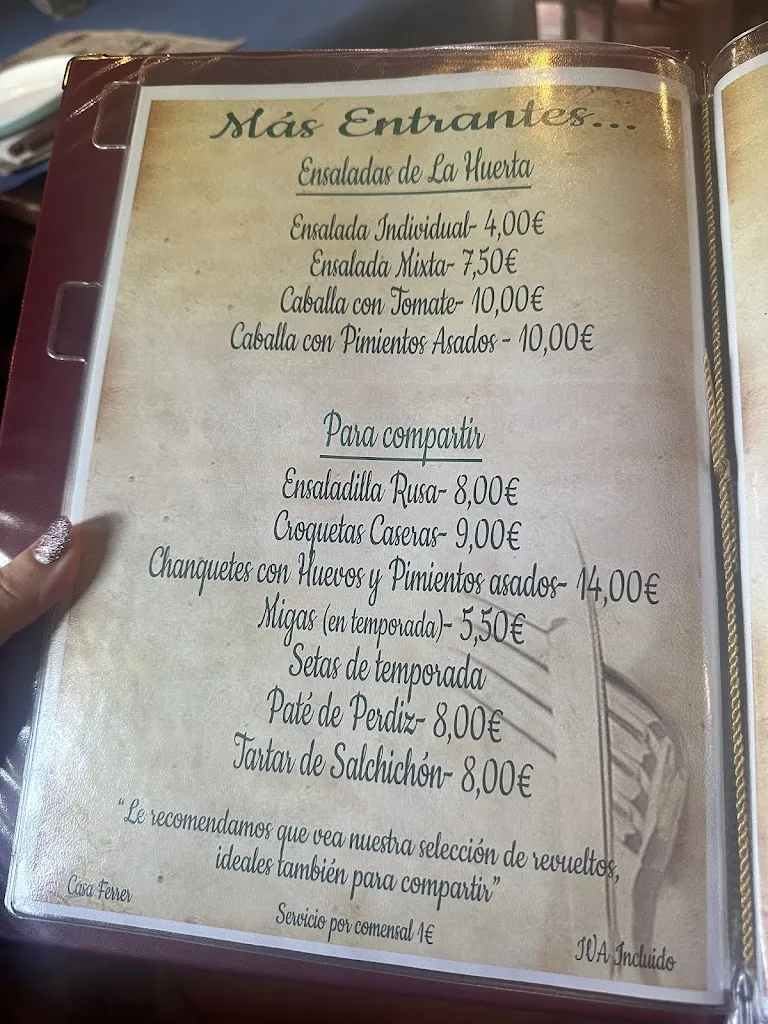 Más Entrantes...
Ensaladas de La Huerta
Ensalada Individual- 4,00€
Ensalada Mixta- 7,50€
Caballa con Tomate- 10,00€
Caballa con Pimientos Asados - 10,00€
Para compartir
Ensaladilla Rusa- 8,00€
Croquetas Caseras- 9,00€
Chanquetes con Huevos y Pimientos asados- 14,00€
Migas (en temporada)- 5,50€
Setas de temporada
Paté de Perdiz- 8,00€
Tartar de Salchichón- 8,00€
“Le recomendamos que vea nuestra selección de revueltos,
ideales también para compartir”
Casa Ferrer
Servicio por comensal 1€
IVA Incluido